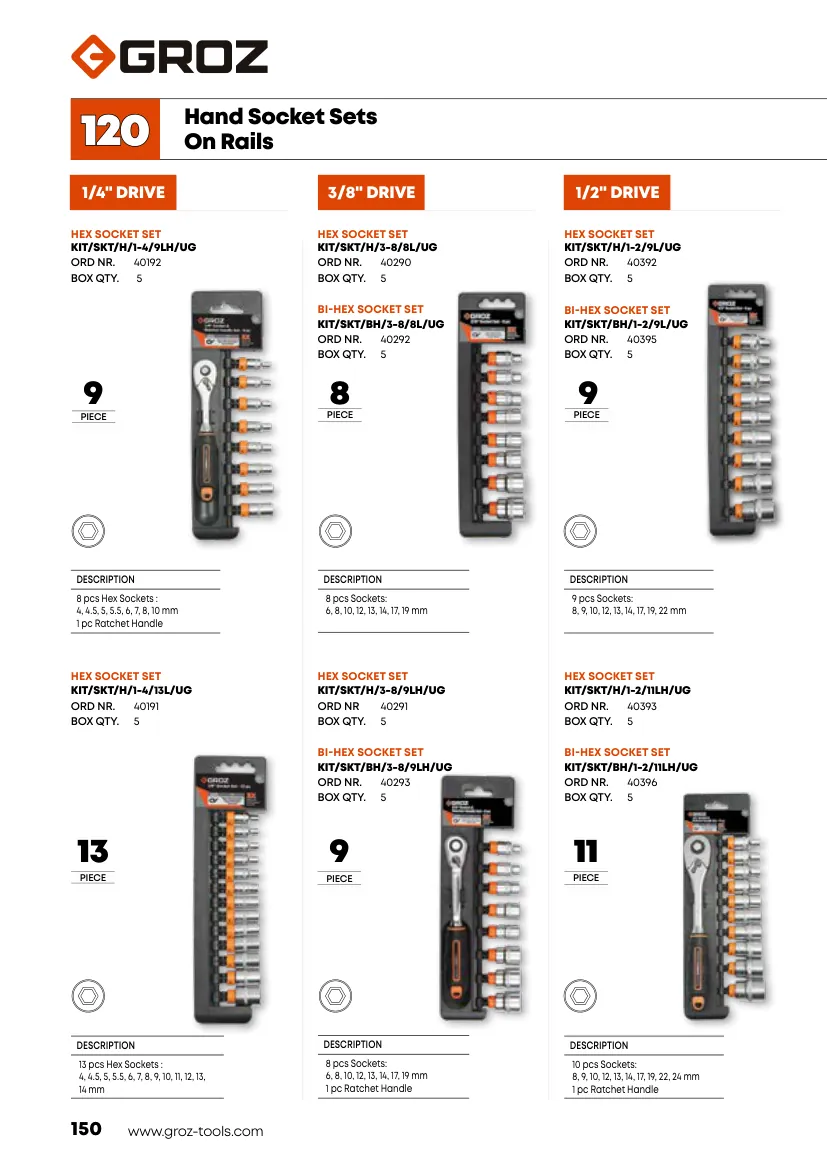 GROZ
120
Hand Socket Sets
On Rails
1/4" DRIVE
HEX SOCKET SET
KIT/SKT/H/1-4/9LH/UG
ORD NR. 40192
BOX QTY. 5
9
PIECE
DESCRIPTION
8 pcs Hex Sockets :
4, 4.5, 5, 5.5, 6, 7, 8, 10 mm
1 pc Ratchet Handle
HEX SOCKET SET
KIT/SKT/H/1-4/13L/UG
ORD NR. 40191
BOX QTY. 5
13
PIECE
DESCRIPTION
13 pcs Hex Sockets :
4, 4.5, 5, 5.5, 6, 7, 8, 9, 10, 11, 12, 13,
14 mm
3/8" DRIVE
HEX SOCKET SET
KIT/SKT/H/3-8/8L/UG
ORD NR. 40290
BOX QTY. 5
BI-HEX SOCKET SET
KIT/SKT/BH/3-8/8L/UG
ORD NR. 40292
BOX QTY. 5
8
PIECE
DESCRIPTION
8 pcs Sockets:
6, 8, 10, 12, 13, 14, 17, 19 mm
HEX SOCKET SET
KIT/SKT/H/3-8/9LH/UG
ORD NR 40291
BOX QTY. 5
BI-HEX SOCKET SET
KIT/SKT/BH/3-8/9LH/UG
ORD NR. 40293
BOX QTY. 5
9
PIECE
DESCRIPTION
8 pcs Sockets:
6, 8, 10, 12, 13, 14, 17, 19 mm
1 pc Ratchet Handle
1/2" DRIVE
HEX SOCKET SET
KIT/SKT/H/1-2/9L/UG
ORD NR. 40392
BOX QTY. 5
BI-HEX SOCKET SET
KIT/SKT/BH/1-2/9L/UG
ORD NR. 40395
BOX QTY. 5
9
PIECE
DESCRIPTION
9 pcs Sockets:
8, 9, 10, 12, 13, 14, 17, 19, 22 mm
HEX SOCKET SET
KIT/SKT/H/1-2/11LH/UG
ORD NR. 40393
BOX QTY. 5
BI-HEX SOCKET SET
KIT/SKT/BH/1-2/11LH/UG
ORD NR. 40396
BOX QTY. 5
11
PIECE
DESCRIPTION
10 pcs Sockets:
8, 9, 10, 12, 13, 14, 17, 19, 22, 24 mm
1 pc Ratchet Handle
GROZ
GROZ
GROZ
GROZ
GROZ
GROZ
150 www.groz-tools.com